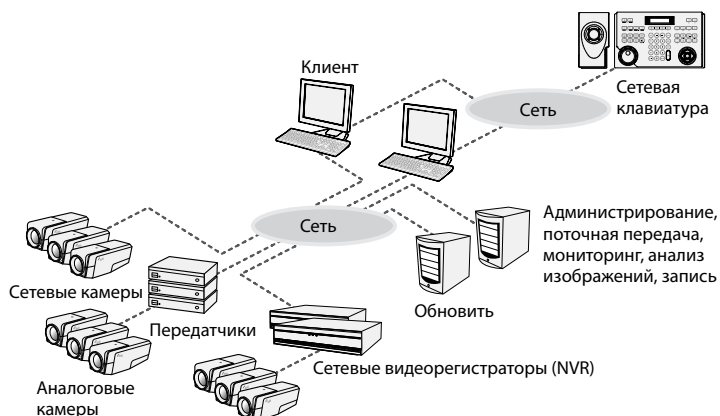 Клиент
Сеть
Сетевая
клавиатура
Сеть
Администрирование,
поточная передача,
мониторинг, анализ
изображений, запись
Обновить
Сетевые камеры
Передатчики
Сетевые видеорегистраторы (NVR)
Аналоговые
камеры